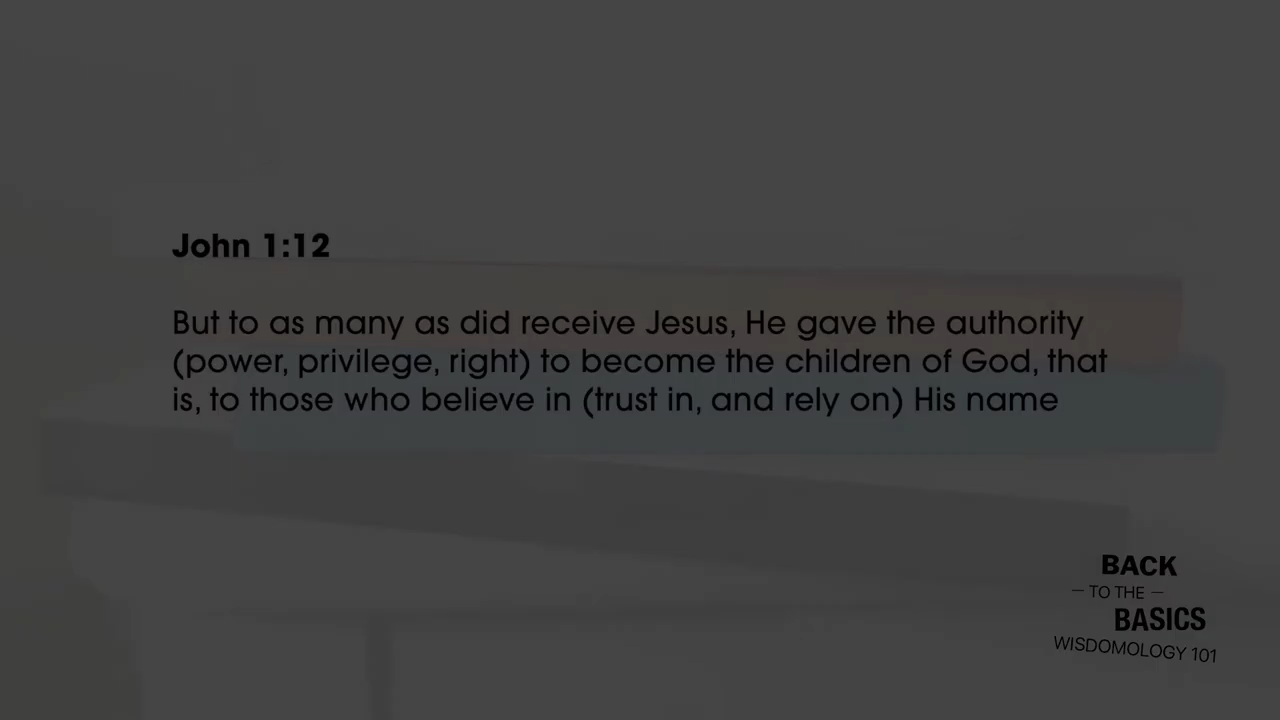 John 1:12
But to as many as did receive Jesus, He gave the authority
(power, privilege, right) to become the children of God, that
is, to those who believe in (trust in, and rely on) His name
BACK
— TO THE —
BASICS
WISDOMOLOGY 101